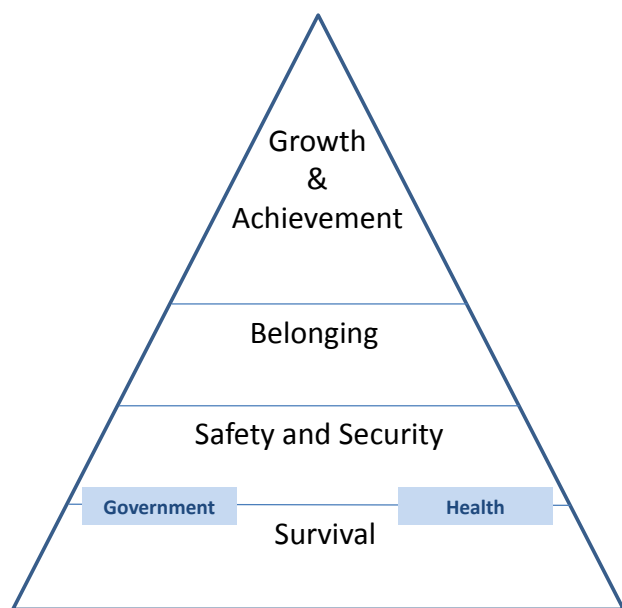 Growth
&
Achievement
Belonging
Safety and Security
Government Health
Survival